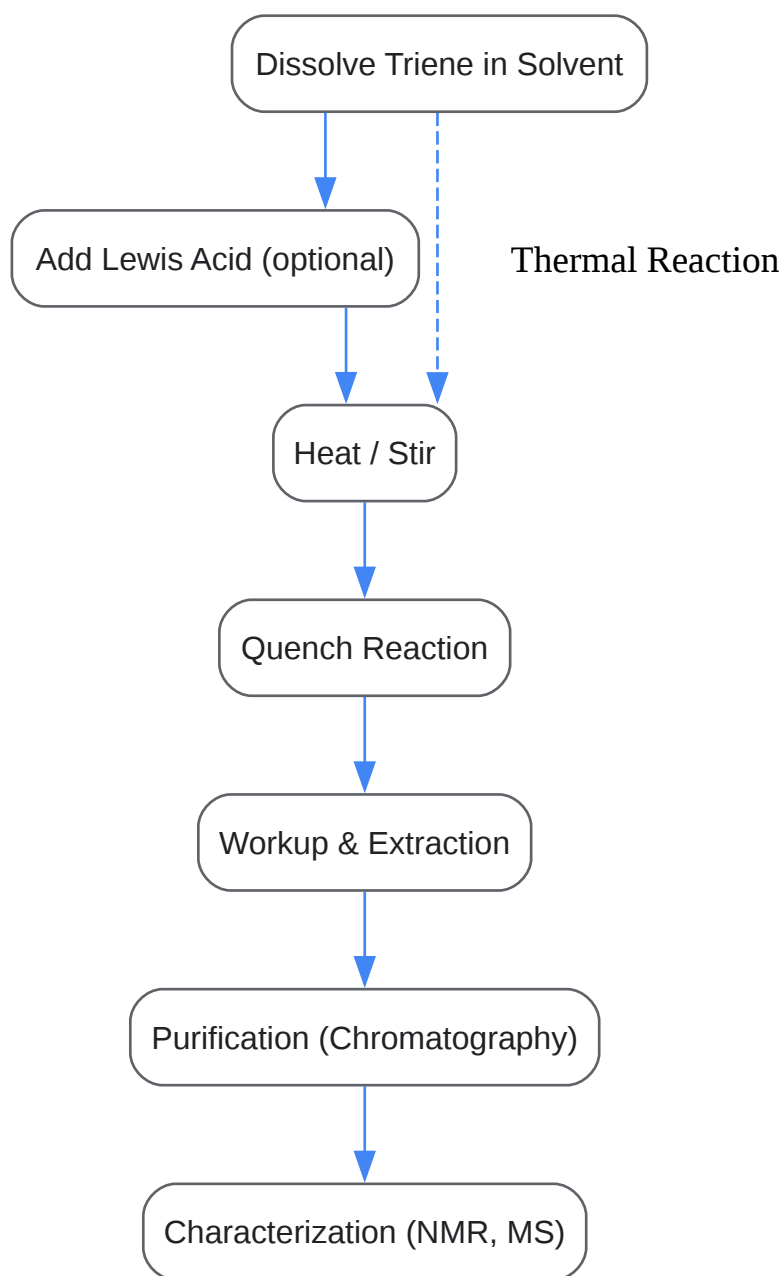 Dissolve Triene in Solvent
Add Lewis Acid (optional)
Thermal Reaction
Heat / Stir
Quench Reaction
Workup & Extraction
Purification (Chromatography)
Characterization (NMR, MS)